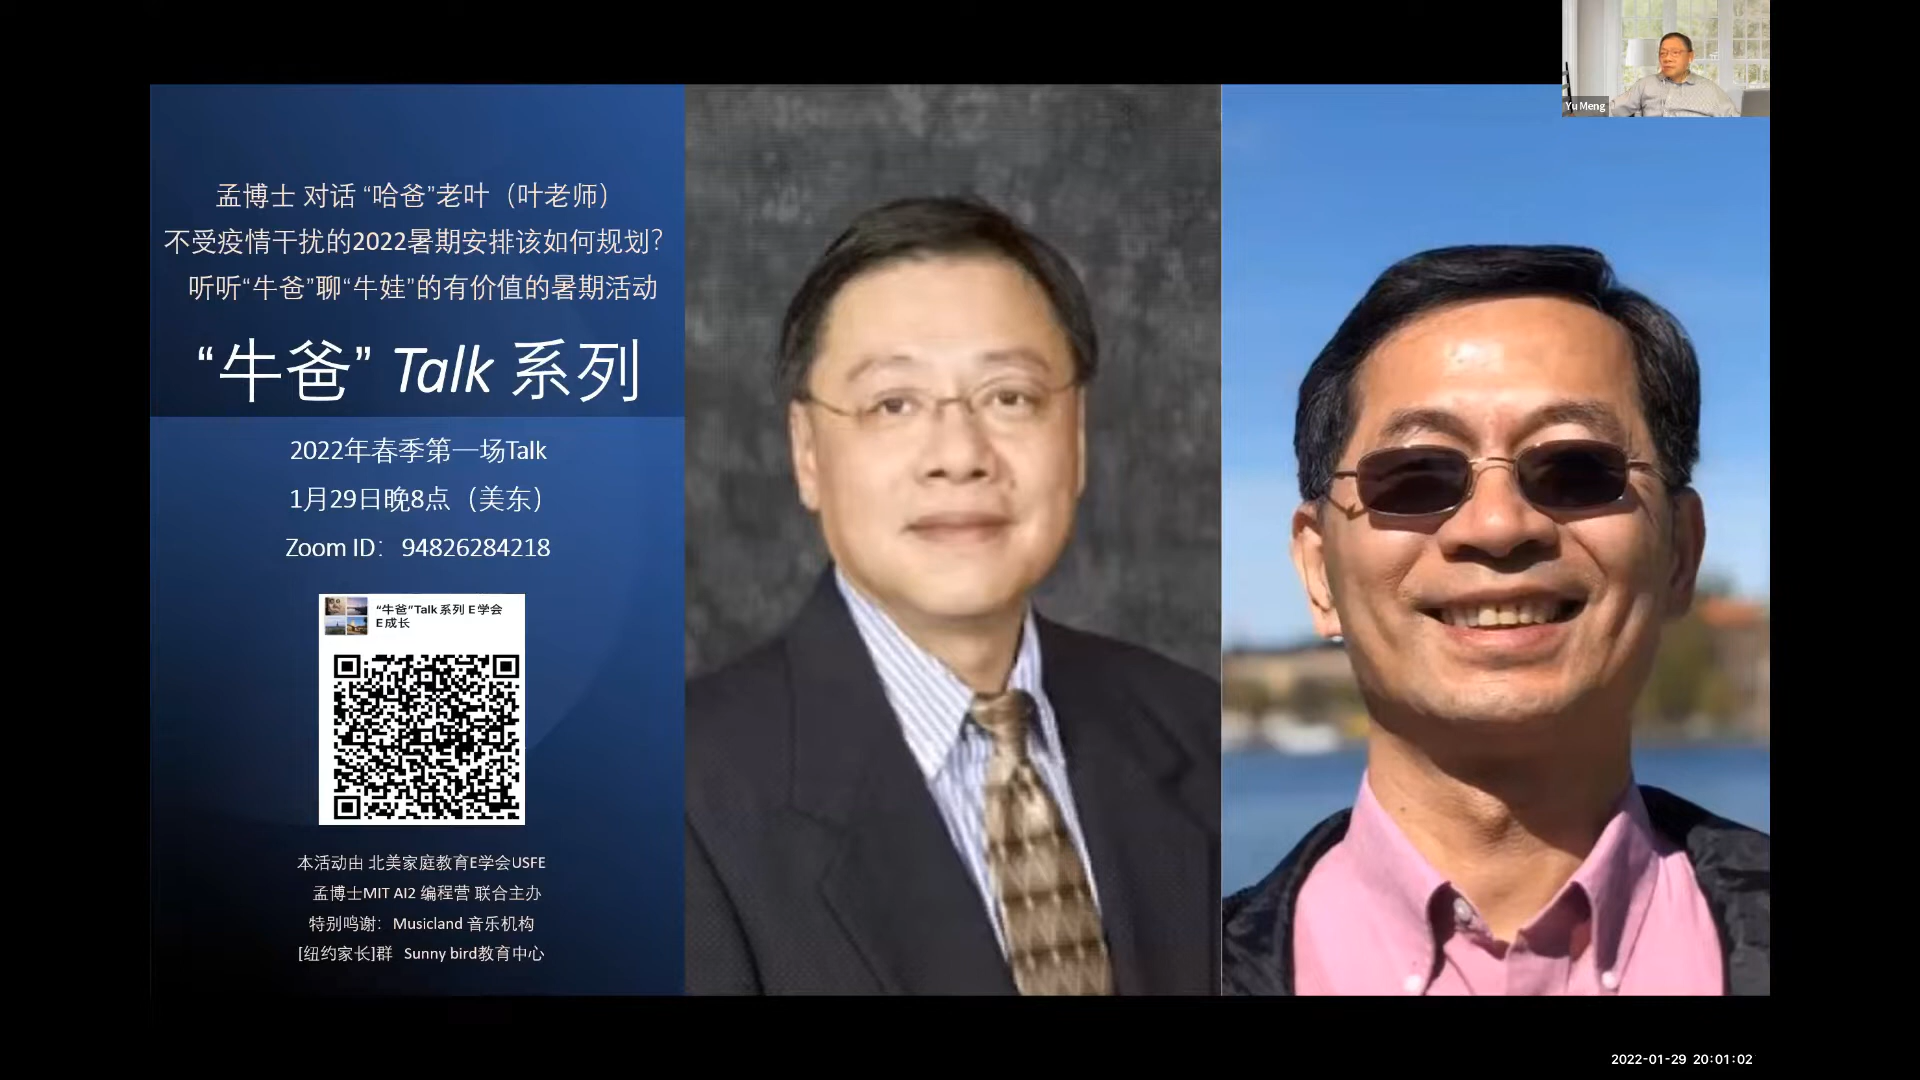 孟博士 对话 “哈爸”老叶（叶老师）
不受疫情干扰的2022暑期安排该如何规划？
听听“牛爸”聊“牛娃”的有价值的暑期活动
“牛爸” Talk 系列
2022年春季第一场Talk
1月29日晚8点（美东）
Zoom ID： 94826284218
“牛爸”Talk 系列 E 学会
E 成长
本活动由 北美家庭教育E学会USFE
孟博士MIT AI2 编程营 联合主办
特别鸣谢：Musicland 音乐机构
[纽约家长]群 Sunny bird教育中心
Yu Meng
2022-01-29 20:01:02